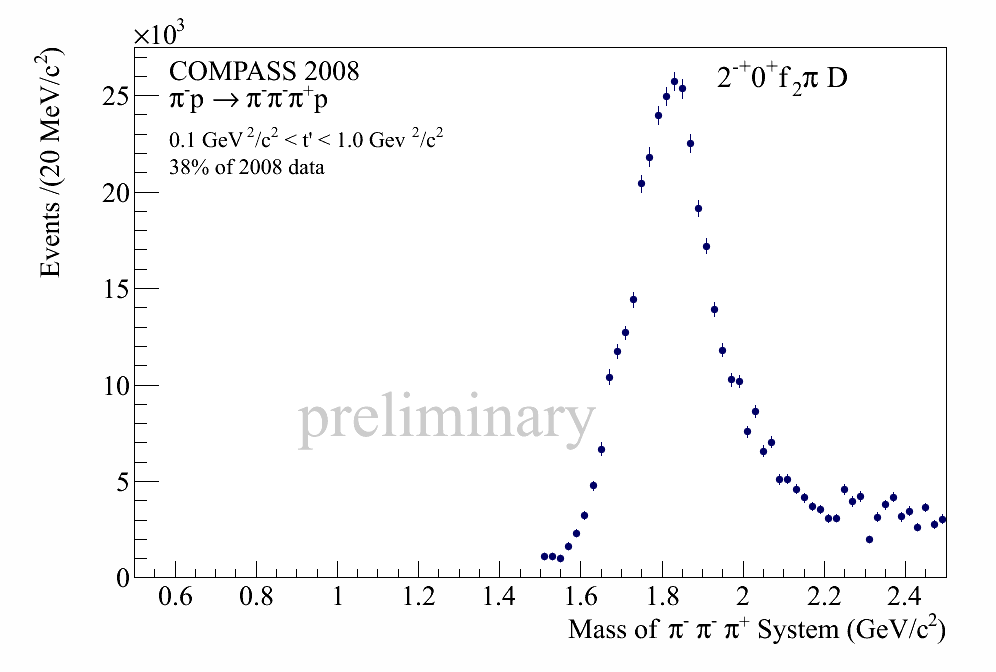 ×10³
COMPASS 2008
π⁻p → π⁻π⁻π⁺p
0.1 GeV²/c² < t' < 1.0 Gev ²/c²
38% of 2008 data
2⁻⁺0⁺f₂π D
Events /(20 MeV/c²)
25
20
15
10
5
0
preliminary
0.6 0.8 1 1.2 1.4 1.6 1.8 2 2.2 2.4
Mass of π⁻ π⁻ π⁺ System (GeV/c²)